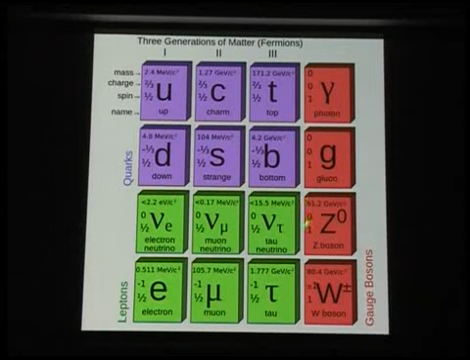 Three Generations of Matter (Fermions)
I II III
mass→ 2.4 MeV/c² 1.27 GeV/c² 171.2 GeV/c² 0
charge→ ⅔ ⅔ ⅔ 0
spin→ ½ ½ ½ 1
u c t γ
name→ up charm top photon
Quarks
4.8 MeV/c² 104 MeV/c² 4.2 GeV/c² 0
-⅓ -⅓ -⅓ 0
½ ½ ½ 1
d s b g
down strange bottom gluon
<2.2 eV/c² <0.17 MeV/c² <15.5 MeV/c² 91.2 GeV/c²
0 0 0 0
½ ½ ½ 1
νe νμ ντ Z⁰
electron neutrino muon neutrino tau neutrino Z boson
Leptons
0.511 MeV/c² 105.7 MeV/c² 1.777 GeV/c² 80.4 GeV/c²
-1 -1 -1 ±1
½ ½ ½ 1
e μ τ W±
electron muon tau W boson
Gauge Bosons